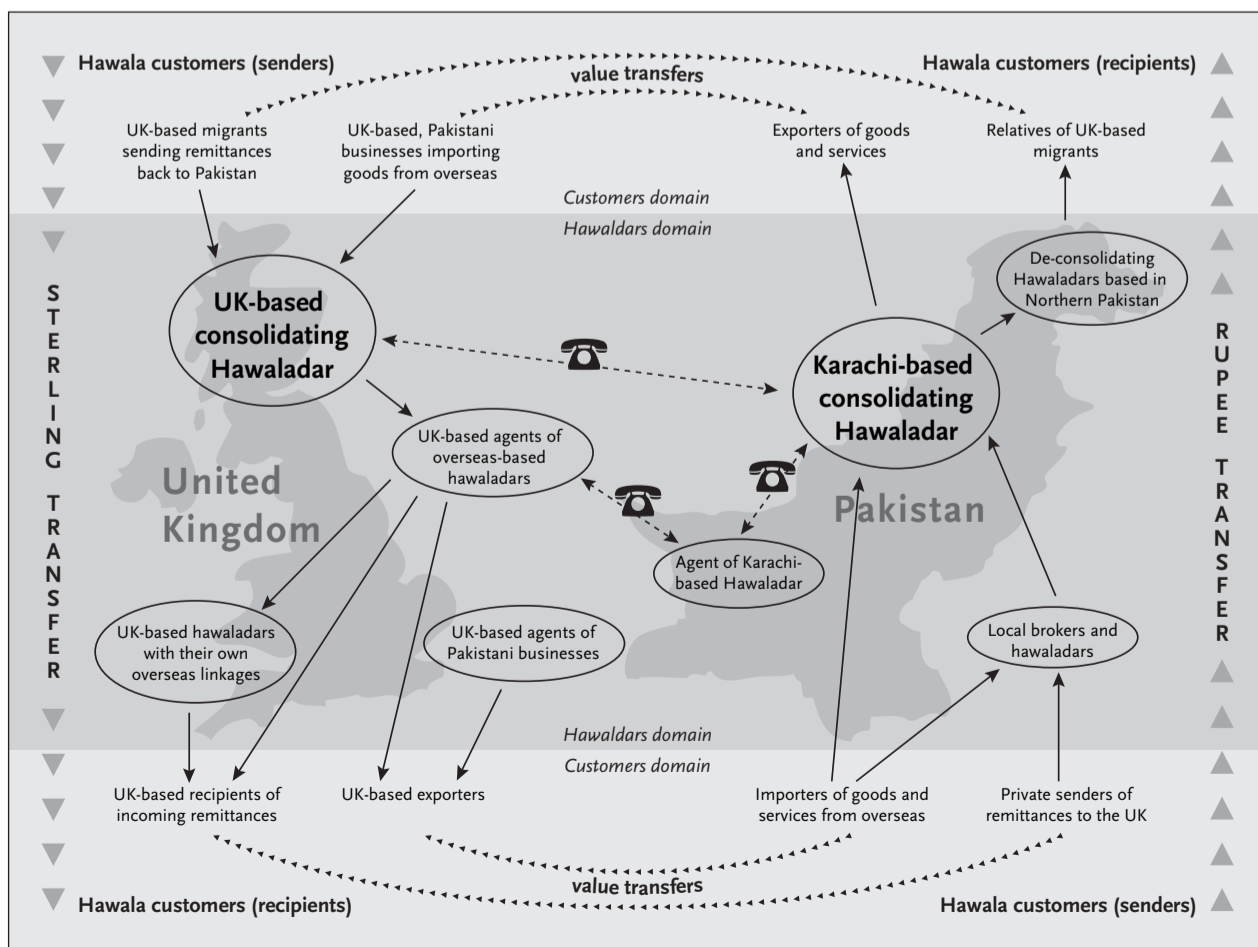 Hawala customers (senders)
value transfers
Hawala customers (recipients)
UK-based migrants
sending remittances
back to Pakistan
UK-based, Pakistani
businesses importing
goods from overseas
Exporters of goods
and services
Relatives of UK-based
migrants
Customers domain
Hawaldars domain
STERLING TRANSFER
UK-based
consolidating
Hawaladar
De-consolidating
Hawaladars based in
Northern Pakistan
Karachi-based
consolidating
Hawaladar
RUPEE TRANSFER
UK-based agents of
overseas-based
hawaladars
United
Kingdom
Pakistan
Agent of Karachi-
based Hawaladar
UK-based hawaladars
with their own
overseas linkages
UK-based agents of
Pakistani businesses
Local brokers and
hawaladars
Hawaldars domain
Customers domain
UK-based recipients of
incoming remittances
UK-based exporters
Importers of goods and
services from overseas
Private senders of
remittances to the UK
value transfers
Hawala customers (recipients)
Hawala customers (senders)